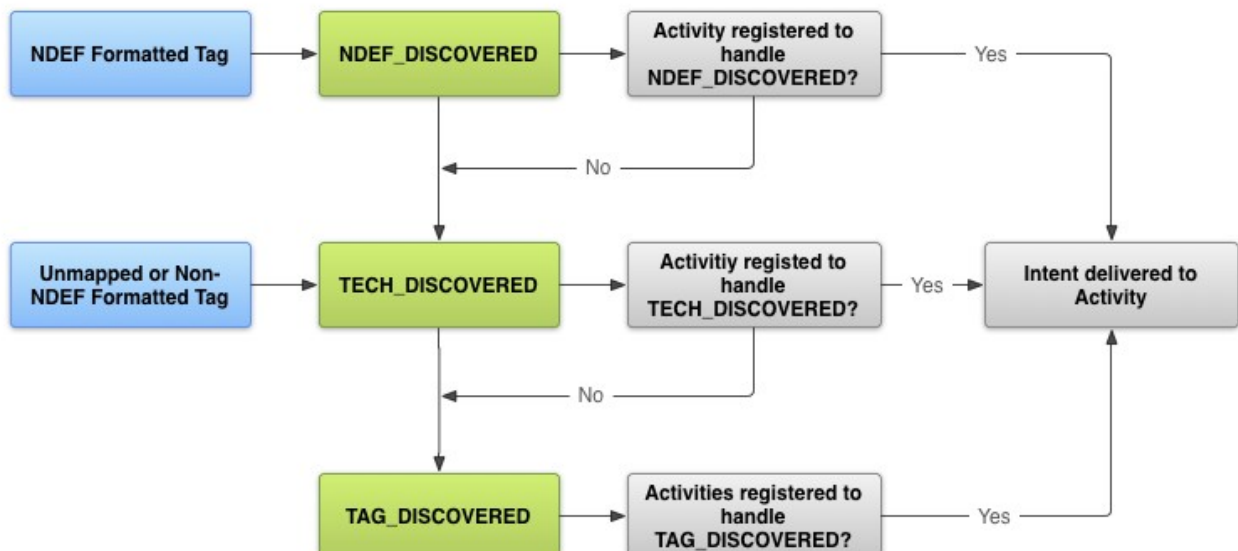 NDEF Formatted Tag
NDEF_DISCOVERED
Activity registered to
handle
NDEF_DISCOVERED?
Yes
No
Unmapped or Non-
NDEF Formatted Tag
TECH_DISCOVERED
Activitiy registed to
handle
TECH_DISCOVERED?
Yes
Intent delivered to
Activity
No
TAG_DISCOVERED
Activities registered to
handle
TAG_DISCOVERED?
Yes